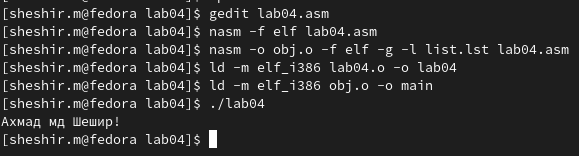 [sheshir.m@fedora lab04]$ gedit lab04.asm
[sheshir.m@fedora lab04]$ nasm -f elf lab04.asm
[sheshir.m@fedora lab04]$ nasm -o obj.o -f elf -g -l list.lst lab04.asm
[sheshir.m@fedora lab04]$ ld -m elf_i386 lab04.o -o lab04
[sheshir.m@fedora lab04]$ ld -m elf_i386 obj.o -o main
[sheshir.m@fedora lab04]$ ./lab04
Ахмад мд Шешир!
[sheshir.m@fedora lab04]$